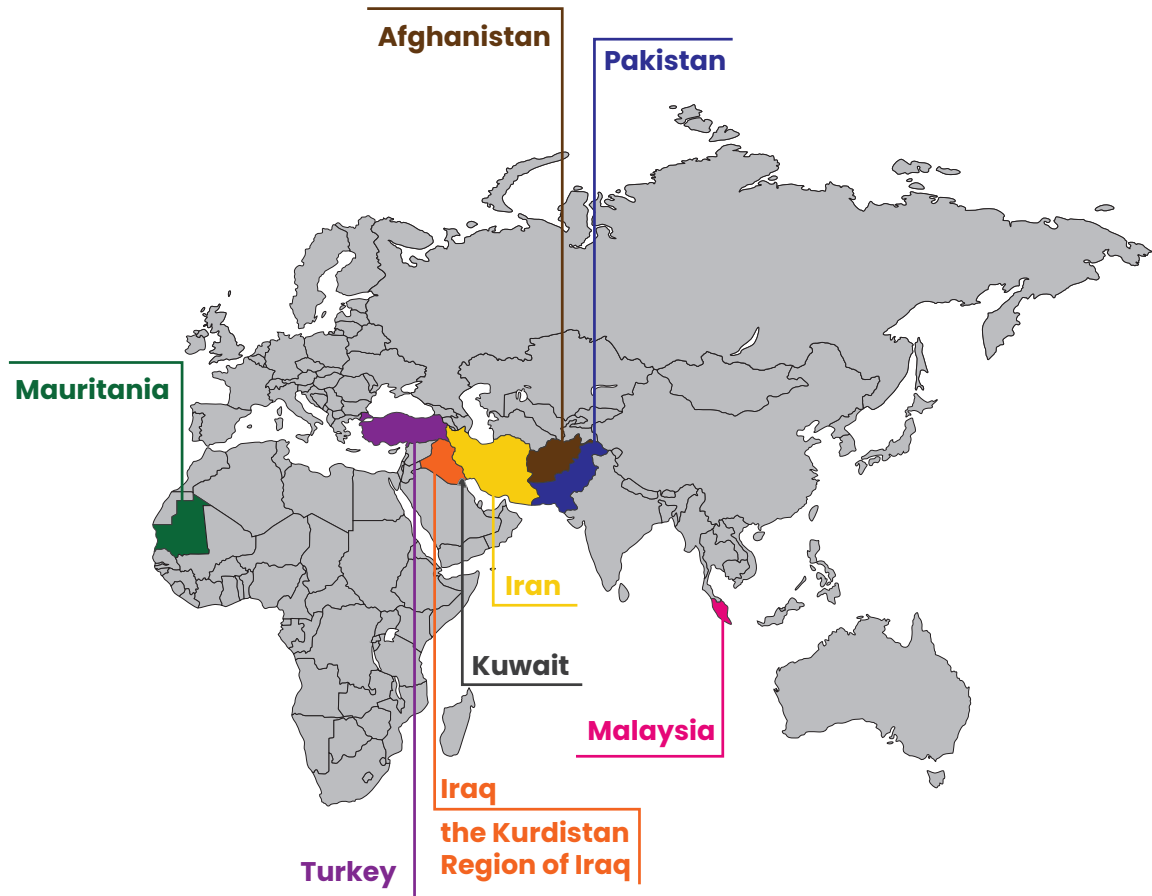 Afghanistan
Pakistan
Mauritania
Iran
Kuwait
Malaysia
Iraq
the Kurdistan
Region of Iraq
Turkey